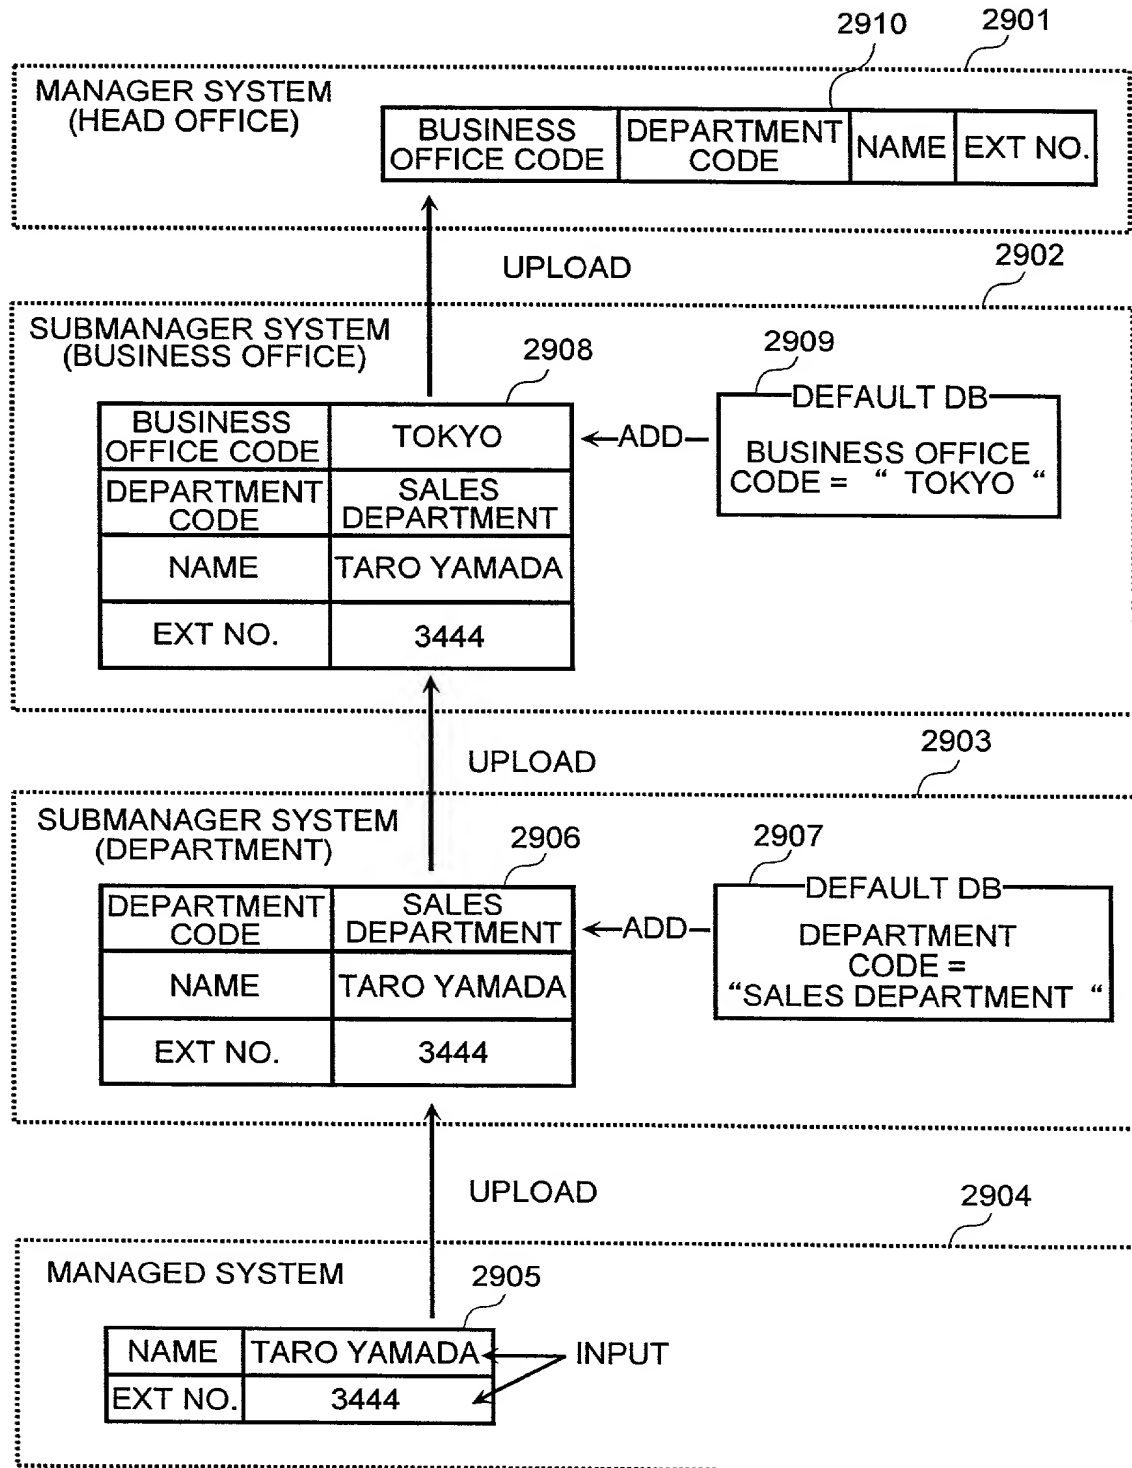 2910
2901
MANAGER SYSTEM
(HEAD OFFICE)
BUSINESS
OFFICE CODE
DEPARTMENT
CODE
NAME
EXT NO.
UPLOAD
2902
SUBMANAGER SYSTEM
(BUSINESS OFFICE)
2908
2909
BUSINESS
OFFICE CODE
TOKYO
ADD
DEFAULT DB
BUSINESS OFFICE
CODE = “ TOKYO “
DEPARTMENT
CODE
SALES
DEPARTMENT
NAME
TARO YAMADA
EXT NO.
3444
UPLOAD
2903
SUBMANAGER SYSTEM
(DEPARTMENT)
2906
2907
DEPARTMENT
CODE
SALES
DEPARTMENT
ADD
DEFAULT DB
DEPARTMENT
CODE =
“SALES DEPARTMENT “
NAME
TARO YAMADA
EXT NO.
3444
UPLOAD
2904
MANAGED SYSTEM
2905
NAME
TARO YAMADA
INPUT
EXT NO.
3444